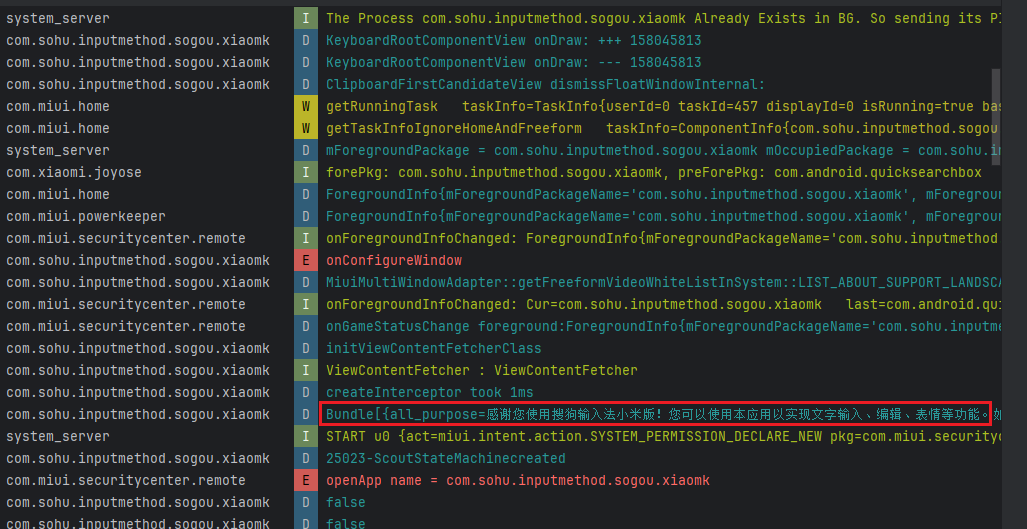 system_server I The Process com.sohu.inputmethod.sogou.xiaomk Already Exists in BG. So sending its
com.sohu.inputmethod.sogou.xiaomk D KeyboardRootComponentView onDraw: +++ 158045813
com.sohu.inputmethod.sogou.xiaomk D KeyboardRootComponentView onDraw: --- 158045813
com.sohu.inputmethod.sogou.xiaomk D ClipboardFirstCandidateView dismissFloatWindowInternal:
com.miui.home W getRunningTask taskInfo=TaskInfo{userId=0 taskId=457 displayId=0 isRunning=true bas
com.miui.home W getTaskInfoIgnoreHomeAndFreeform taskInfo=ComponentInfo{com.sohu.inputmethod.sogou
system_server D mForegroundPackage = com.sohu.inputmethod.sogou.xiaomk mOccupiedPackage = com.sohu.in
com.xiaomi.joyose I forePkg: com.sohu.inputmethod.sogou.xiaomk, preForePkg: com.android.quicksearchbox
com.miui.home D ForegroundInfo{mForegroundPackageName='com.sohu.inputmethod.sogou.xiaomk', mForegroun
com.miui.powerkeeper D ForegroundInfo{mForegroundPackageName='com.sohu.inputmethod.sogou.xiaomk', mForegroun
com.miui.securitycenter.remote I onForegroundInfoChanged: ForegroundInfo{mForegroundPackageName='com.sohu.inputmethod
com.sohu.inputmethod.sogou.xiaomk E onConfigureWindow
com.sohu.inputmethod.sogou.xiaomk D MiuiMultiWindowAdapter::getFreeformVideoWhiteListInSystem::LIST_ABOUT_SUPPORT_LANDSCA
com.miui.securitycenter.remote I onForegroundInfoChanged: Cur=com.sohu.inputmethod.sogou.xiaomk last=com.android.qui
com.miui.securitycenter.remote D onGameStatusChange foreground:ForegroundInfo{mForegroundPackageName='com.sohu.inputme
com.sohu.inputmethod.sogou.xiaomk D initViewContentFetcherClass
com.sohu.inputmethod.sogou.xiaomk I ViewContentFetcher : ViewContentFetcher
com.sohu.inputmethod.sogou.xiaomk D createInterceptor took 1ms
com.sohu.inputmethod.sogou.xiaomk D Bundle[{all_purpose=感谢您使用搜狗输入法小米版！您可以使用本应用以实现文字输入、编辑、表情等功能。如
system_server I START u0 {act=miui.intent.action.SYSTEM_PERMISSION_DECLARE_NEW pkg=com.miui.securityc
com.sohu.inputmethod.sogou.xiaomk D 25023-ScoutStateMachinecreated
com.miui.securitycenter.remote E openApp name = com.sohu.inputmethod.sogou.xiaomk
com.sohu.inputmethod.sogou.xiaomk D false
com.sohu.inputmethod.sogou.xiaomk D false